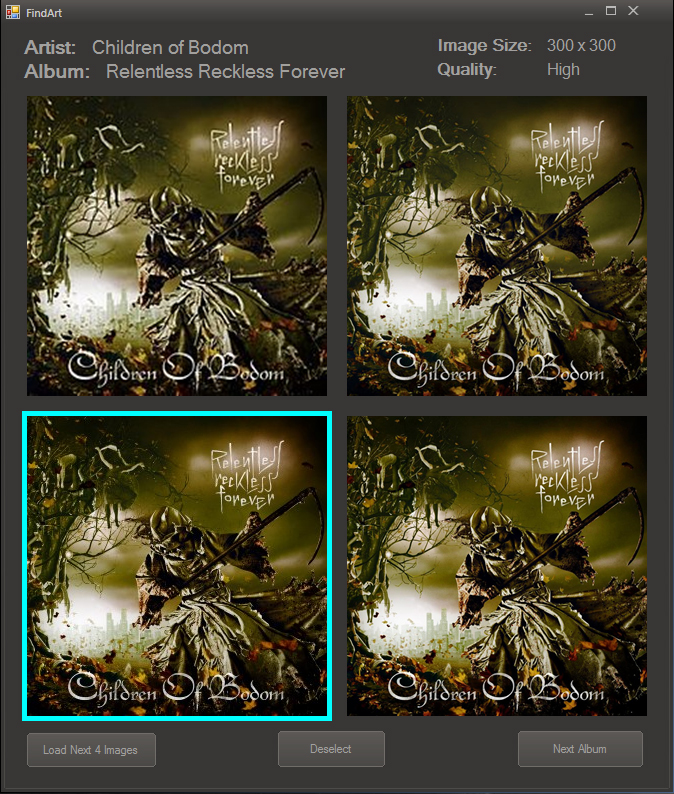 FindArt
Artist: Children of Bodom
Album: Relentless Reckless Forever
Image Size: 300 x 300
Quality: High
Relentless
reckless
forever
Children Of Bodom
Relentless
reckless
forever
Children Of Bodom
Relentless
reckless
forever
Children Of Bodom
Relentless
reckless
forever
Children Of Bodom
Load Next 4 Images
Deselect
Next Album